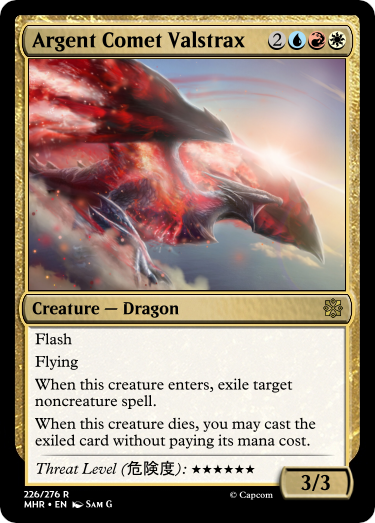 Argent Comet Valstrax 2
Creature — Dragon
Flash
Flying
When this creature enters, exile target
noncreature spell.
When this creature dies, you may cast the
exiled card without paying its mana cost.
Threat Level (危険度): ★★★★★★
3/3
226/276 R
MHR • EN Sam G
© Capcom